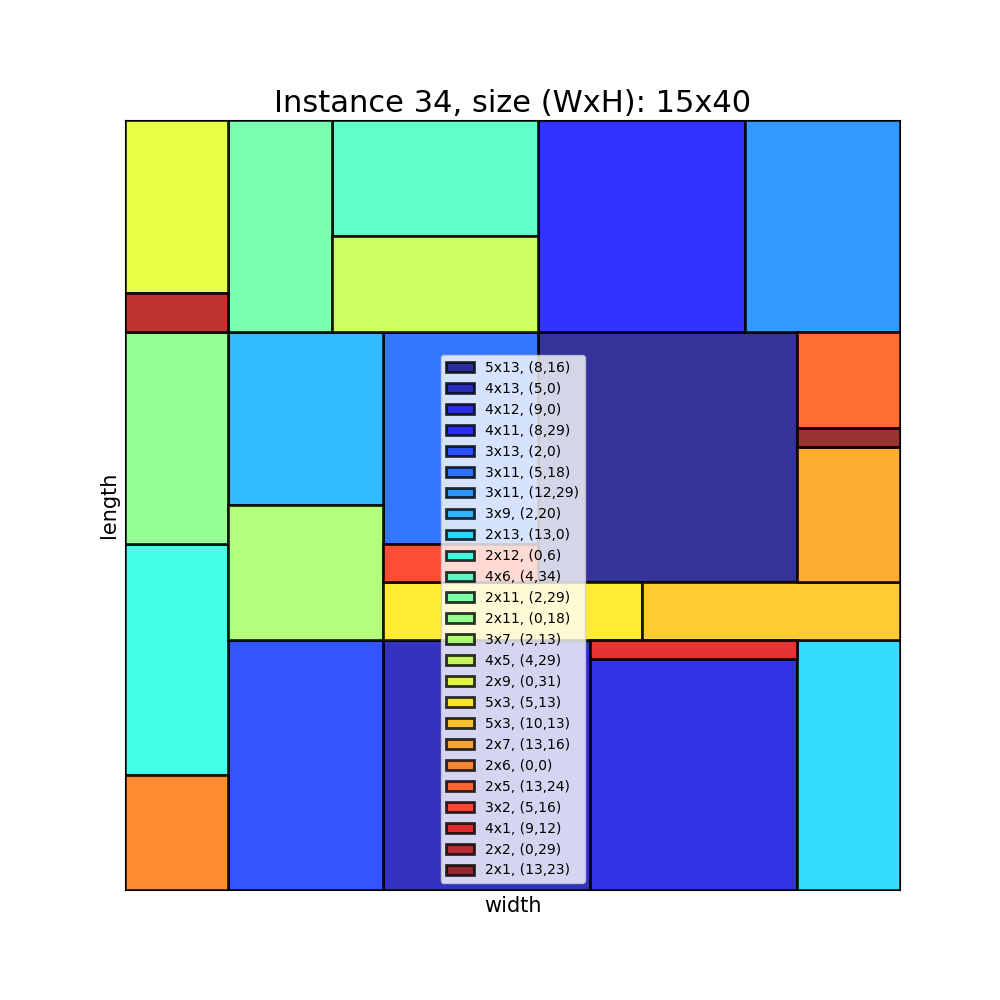 Instance 34, size (WxH): 15x40
length
5x13, (8,16)
4x13, (5,0)
4x12, (9,0)
4x11, (8,29)
3x13, (2,0)
3x11, (5,18)
3x11, (12,29)
3x9, (2,20)
2x13, (13,0)
2x12, (0,6)
4x6, (4,34)
2x11, (2,29)
2x11, (0,18)
3x7, (2,13)
4x5, (4,29)
2x9, (0,31)
5x3, (5,13)
5x3, (10,13)
2x7, (13,16)
2x6, (0,0)
2x5, (13,24)
3x2, (5,16)
4x1, (9,12)
2x2, (0,29)
2x1, (13,23)
width